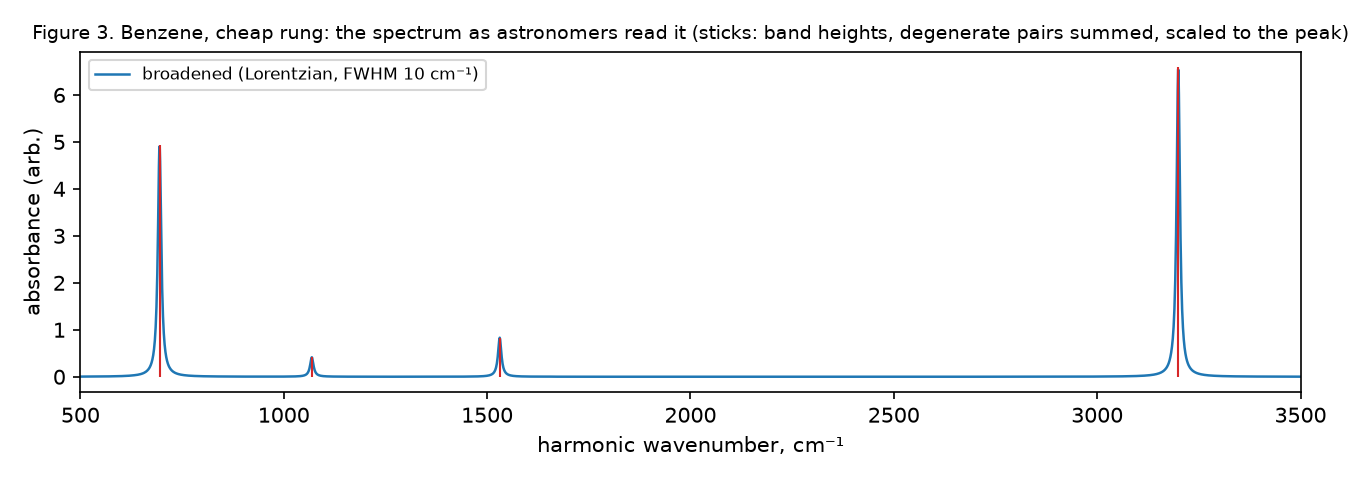 Figure 3. Benzene, cheap rung: the spectrum as astronomers read it (sticks: band heights, degenerate pairs summed, scaled to the peak)
broadened (Lorentzian, FWHM 10 cm⁻¹)
absorbance (arb.)
6
5
4
3
2
1
0
500 1000 1500 2000 2500 3000 3500
harmonic wavenumber, cm⁻¹